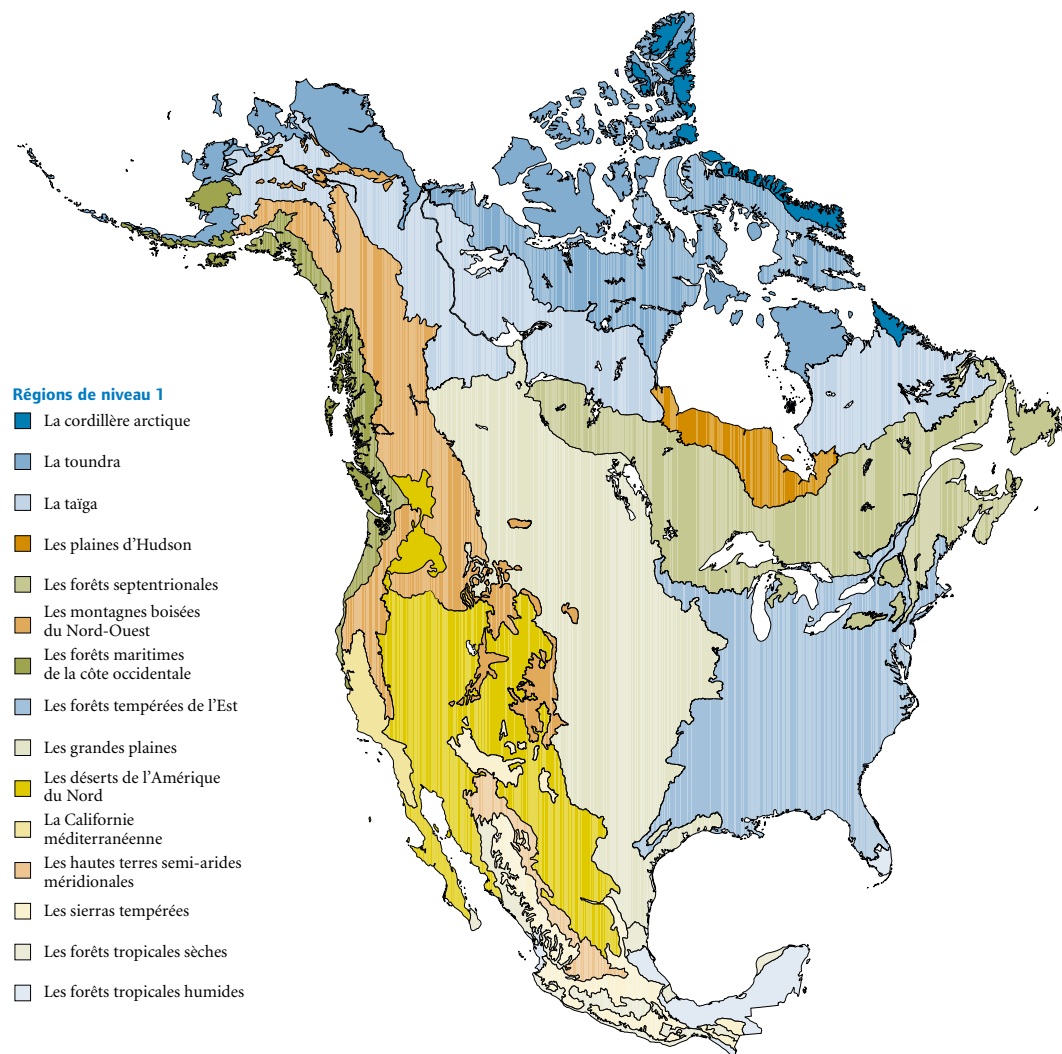 Régions de niveau 1
La cordillère arctique
La toundra
La taïga
Les plaines d’Hudson
Les forêts septentrionales
Les montagnes boisées
du Nord-Ouest
Les forêts maritimes
de la côte occidentale
Les forêts tempérées de l’Est
Les grandes plaines
Les déserts de l’Amérique
du Nord
La Californie
méditerranéenne
Les hautes terres semi-arides
méridionales
Les sierras tempérées
Les forêts tropicales sèches
Les forêts tropicales humides